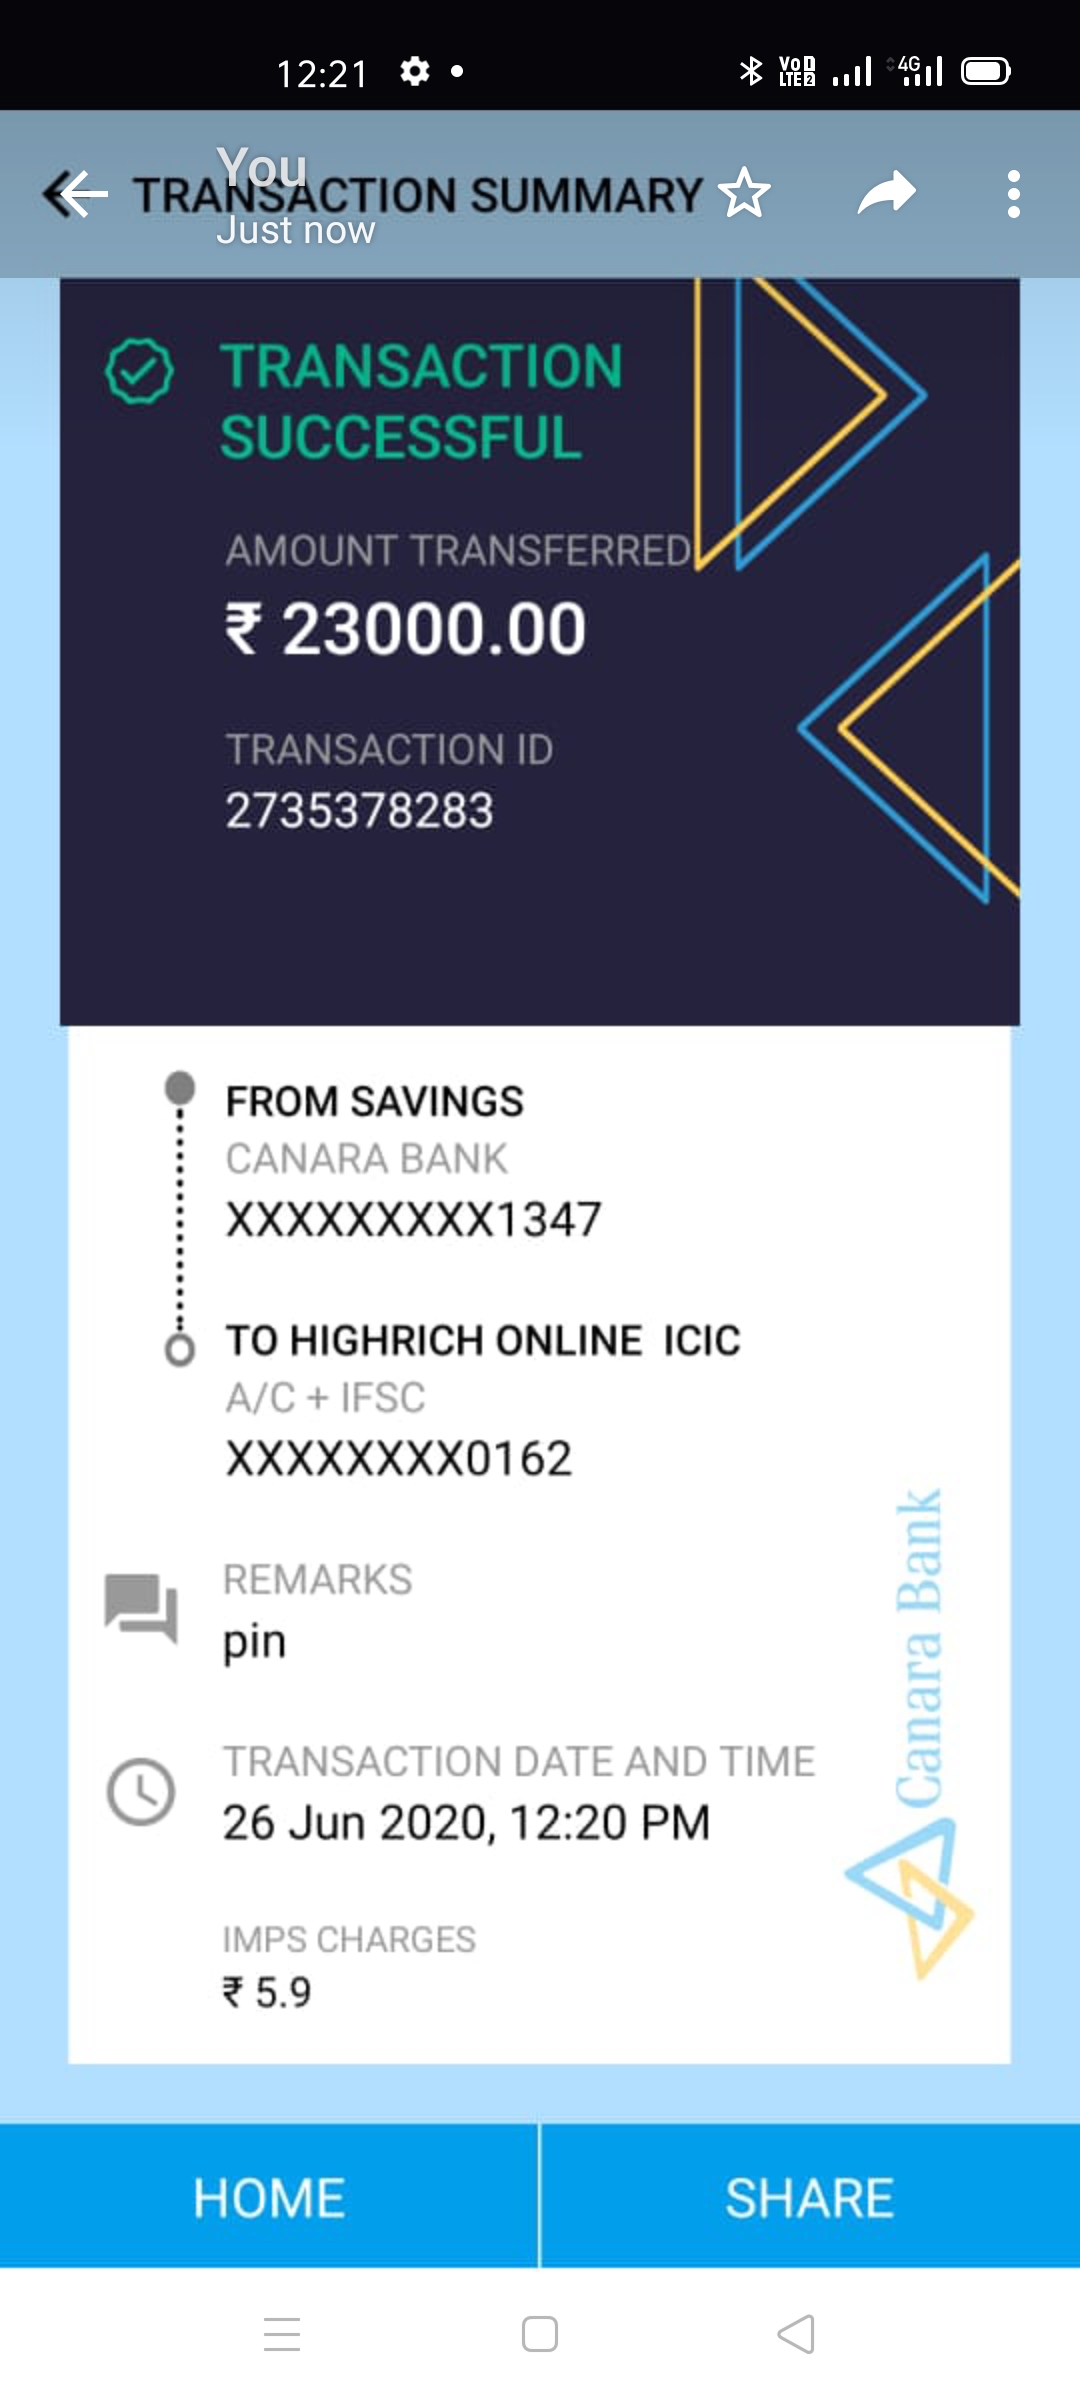 12:21
VoD LTE2 4G
You
TRANSACTION SUMMARY
Just now
TRANSACTION
SUCCESSFUL
AMOUNT TRANSFERRED
₹ 23000.00
TRANSACTION ID
2735378283
FROM SAVINGS
CANARA BANK
XXXXXXXXX1347
TO HIGHRICH ONLINE ICIC
A/C + IFSC
XXXXXXXX0162
REMARKS
pin
TRANSACTION DATE AND TIME
26 Jun 2020, 12:20 PM
IMPS CHARGES
₹ 5.9
Canara Bank
HOME
SHARE